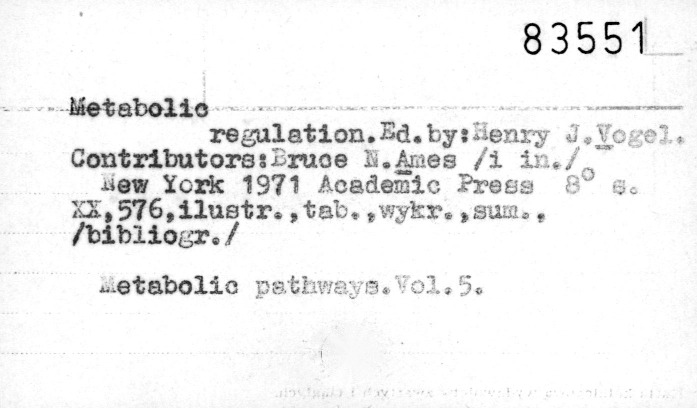 83551
Metabolic
regulation.Ed.by:Henry J.Vogel.
Contributors:Bruce N.Ames /i in./
New York 1971 Academic Press 8° s.
XX,576,ilustr.,tab.,wykr.,sum.,
/bibliogr./
Metabolic pathways.Vol.5.